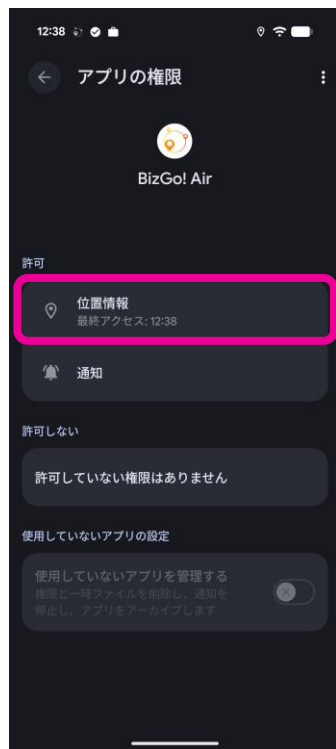 12:38
アプリの権限
BizGo! Air
許可
位置情報
最終アクセス: 12:38
通知
許可しない
許可していない権限はありません
使用していないアプリの設定
使用していないアプリを管理する
権限と一時ファイルを削除し、通知を
停止し、アプリをアーカイブします